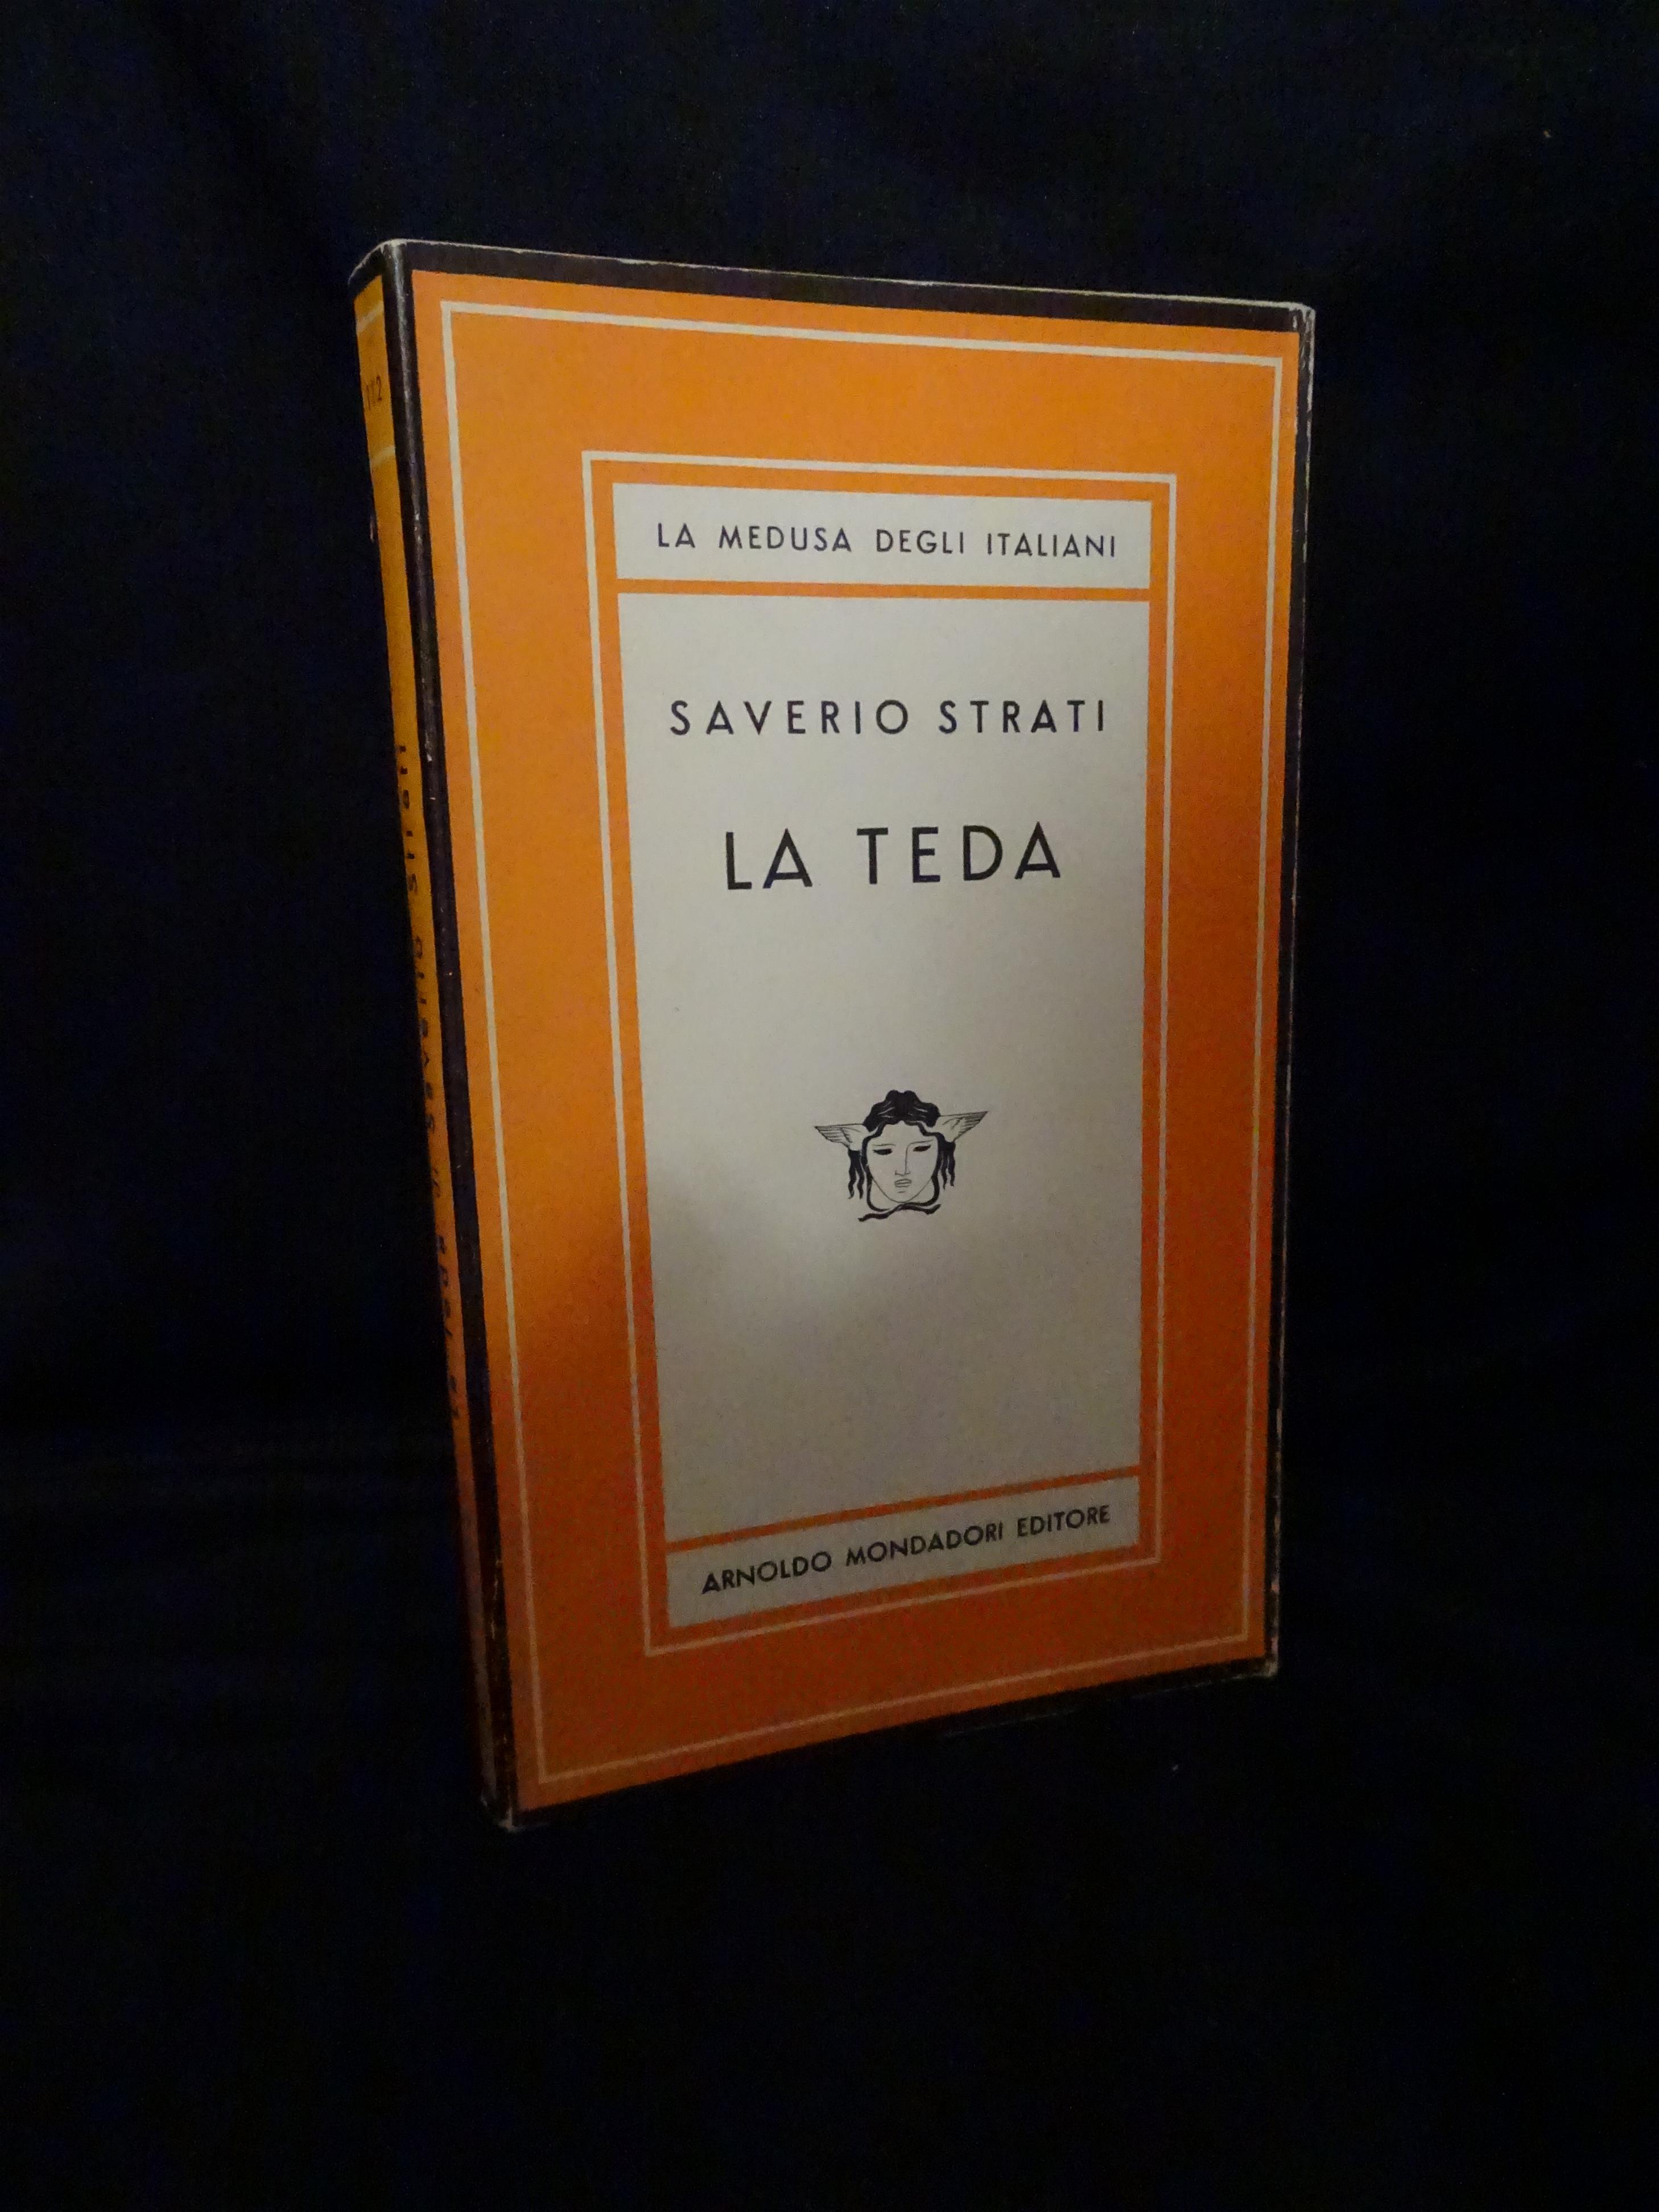 LA MEDUSA DEGLI ITALIANI
SAVERIO STRATI
LA TEDA
ARNOLDO MONDADORI EDITORE